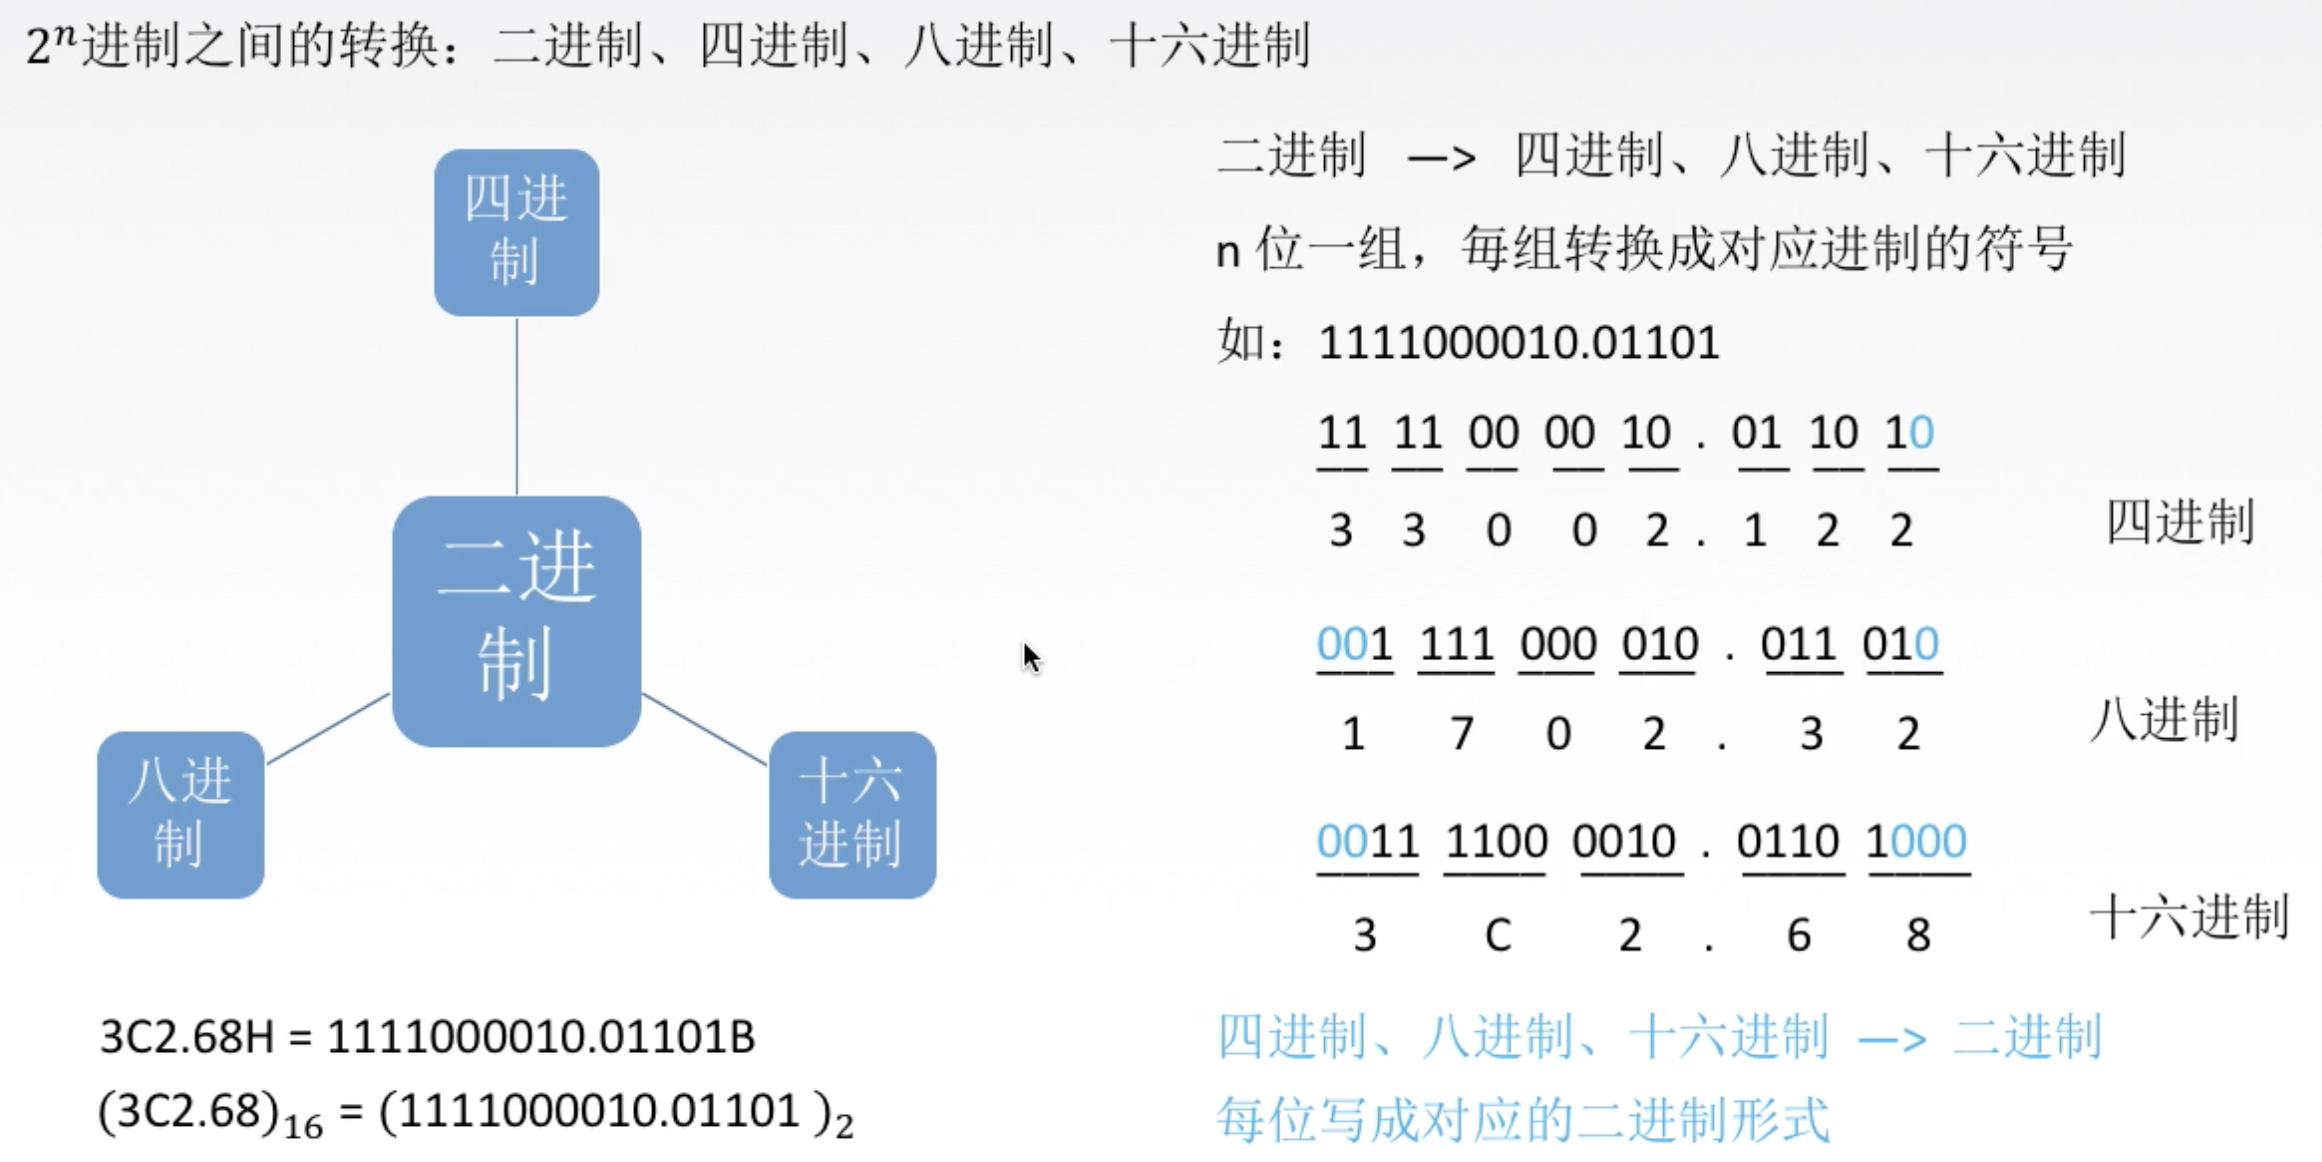 2ⁿ进制之间的转换：二进制、四进制、八进制、十六进制
四进
制
二进
制
八进
制
十六
进制
3C2.68H = 1111000010.01101B
(3C2.68)₁₆ = (1111000010.01101 )₂
二进制 —> 四进制、八进制、十六进制
n 位一组，每组转换成对应进制的符号
如：1111000010.01101
11 11 00 00 10 . 01 10 10
3 3 0 0 2 . 1 2 2 四进制
001 111 000 010 . 011 010
1 7 0 2 . 3 2 八进制
0011 1100 0010 . 0110 1000
3 C 2 . 6 8 十六进制
四进制、八进制、十六进制 —> 二进制
每位写成对应的二进制形式